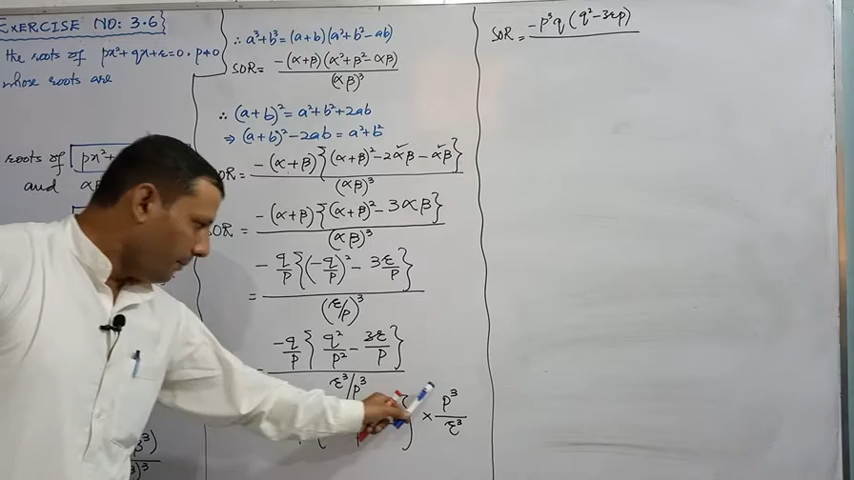 EXERCISE NO: 3.6
the roots of px²+qx+r=0 . p≠0
whose roots are
roots of px²+
and
∴ a³+b³=(a+b)(a²+b²-ab)
SOR= -(α+β)(α²+β²-αβ) / (αβ)³
∴ (a+b)² = a²+b²+2ab
⇒ (a+b)²-2ab = a²+b²
SOR= -(α+β){(α+β)²-2αβ-αβ} / (αβ)³
SOR = -(α+β){(α+β)²-3αβ} / (αβ)³
= -q/p{(-q/p)²-3r/p} / (r/p)³
= -q/p{q²/p²-3r/p} / r³/p³
} × p³/r³
SOR = -p³q(q²-3rp)